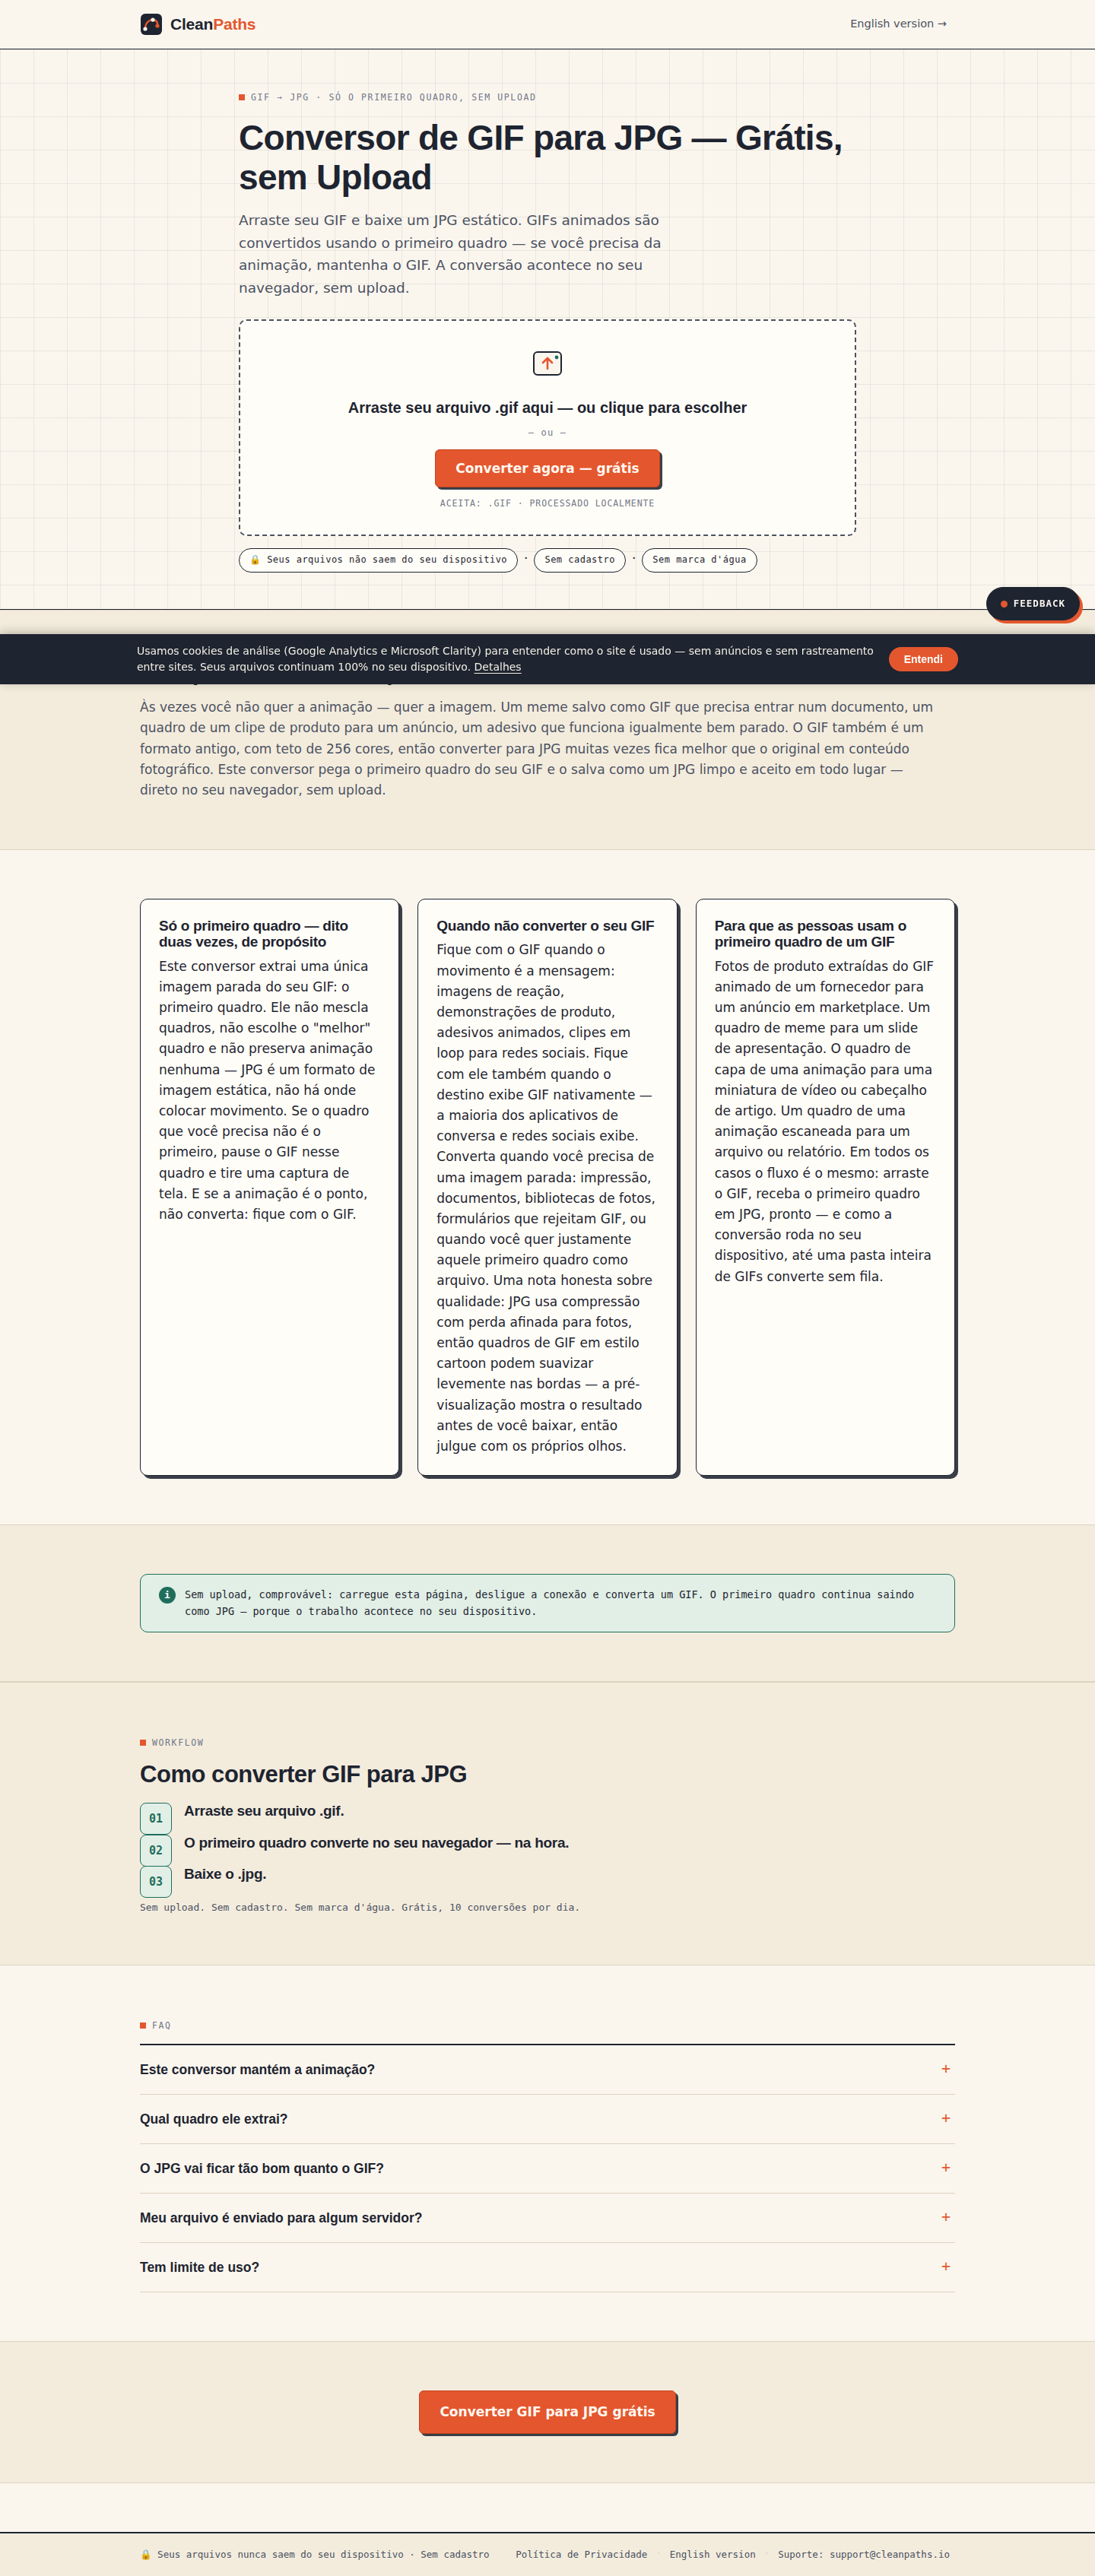 CleanPaths
English version →
GIF → JPG · SÓ O PRIMEIRO QUADRO, SEM UPLOAD
Conversor de GIF para JPG — Grátis,
sem Upload
Arraste seu GIF e baixe um JPG estático. GIFs animados são
convertidos usando o primeiro quadro — se você precisa da
animação, mantenha o GIF. A conversão acontece no seu
navegador, sem upload.
Arraste seu arquivo .gif aqui — ou clique para escolher
— ou —
Converter agora — grátis
ACEITA: .GIF · PROCESSADO LOCALMENTE
🔒 Seus arquivos não saem do seu dispositivo · Sem cadastro · Sem marca d'água
FEEDBACK
Usamos cookies de análise (Google Analytics e Microsoft Clarity) para entender como o site é usado — sem anúncios e sem rastreamento
entre sites. Seus arquivos continuam 100% no seu dispositivo. Detalhes
Entendi
Às vezes você não quer a animação — quer a imagem. Um meme salvo como GIF que precisa entrar num documento, um
quadro de um clipe de produto para um anúncio, um adesivo que funciona igualmente bem parado. O GIF também é um
formato antigo, com teto de 256 cores, então converter para JPG muitas vezes fica melhor que o original em conteúdo
fotográfico. Este conversor pega o primeiro quadro do seu GIF e o salva como um JPG limpo e aceito em todo lugar —
direto no seu navegador, sem upload.
Só o primeiro quadro — dito
duas vezes, de propósito
Este conversor extrai uma única
imagem parada do seu GIF: o
primeiro quadro. Ele não mescla
quadros, não escolhe o "melhor"
quadro e não preserva animação
nenhuma — JPG é um formato de
imagem estática, não há onde
colocar movimento. Se o quadro
que você precisa não é o
primeiro, pause o GIF nesse
quadro e tire uma captura de
tela. E se a animação é o ponto,
não converta: fique com o GIF.
Quando não converter o seu GIF
Fique com o GIF quando o
movimento é a mensagem:
imagens de reação,
demonstrações de produto,
adesivos animados, clipes em
loop para redes sociais. Fique
com ele também quando o
destino exibe GIF nativamente —
a maioria dos aplicativos de
conversa e redes sociais exibe.
Converta quando você precisa de
uma imagem parada: impressão,
documentos, bibliotecas de fotos,
formulários que rejeitam GIF, ou
quando você quer justamente
aquele primeiro quadro como
arquivo. Uma nota honesta sobre
qualidade: JPG usa compressão
com perda afinada para fotos,
então quadros de GIF em estilo
cartoon podem suavizar
levemente nas bordas — a pré-
visualização mostra o resultado
antes de você baixar, então
julgue com os próprios olhos.
Para que as pessoas usam o
primeiro quadro de um GIF
Fotos de produto extraídas do GIF
animado de um fornecedor para
um anúncio em marketplace. Um
quadro de meme para um slide
de apresentação. O quadro de
capa de uma animação para uma
miniatura de vídeo ou cabeçalho
de artigo. Um quadro de uma
animação escaneada para um
arquivo ou relatório. Em todos os
casos o fluxo é o mesmo: arraste
o GIF, receba o primeiro quadro
em JPG, pronto — e como a
conversão roda no seu
dispositivo, até uma pasta inteira
de GIFs converte sem fila.
i
Sem upload, comprovável: carregue esta página, desligue a conexão e converta um GIF. O primeiro quadro continua saindo
como JPG — porque o trabalho acontece no seu dispositivo.
WORKFLOW
Como converter GIF para JPG
01 Arraste seu arquivo .gif.
02 O primeiro quadro converte no seu navegador — na hora.
03 Baixe o .jpg.
Sem upload. Sem cadastro. Sem marca d'água. Grátis, 10 conversões por dia.
FAQ
Este conversor mantém a animação? +
Qual quadro ele extrai? +
O JPG vai ficar tão bom quanto o GIF? +
Meu arquivo é enviado para algum servidor? +
Tem limite de uso? +
Converter GIF para JPG grátis
🔒 Seus arquivos nunca saem do seu dispositivo · Sem cadastro
Política de Privacidade · English version · Suporte: support@cleanpaths.io